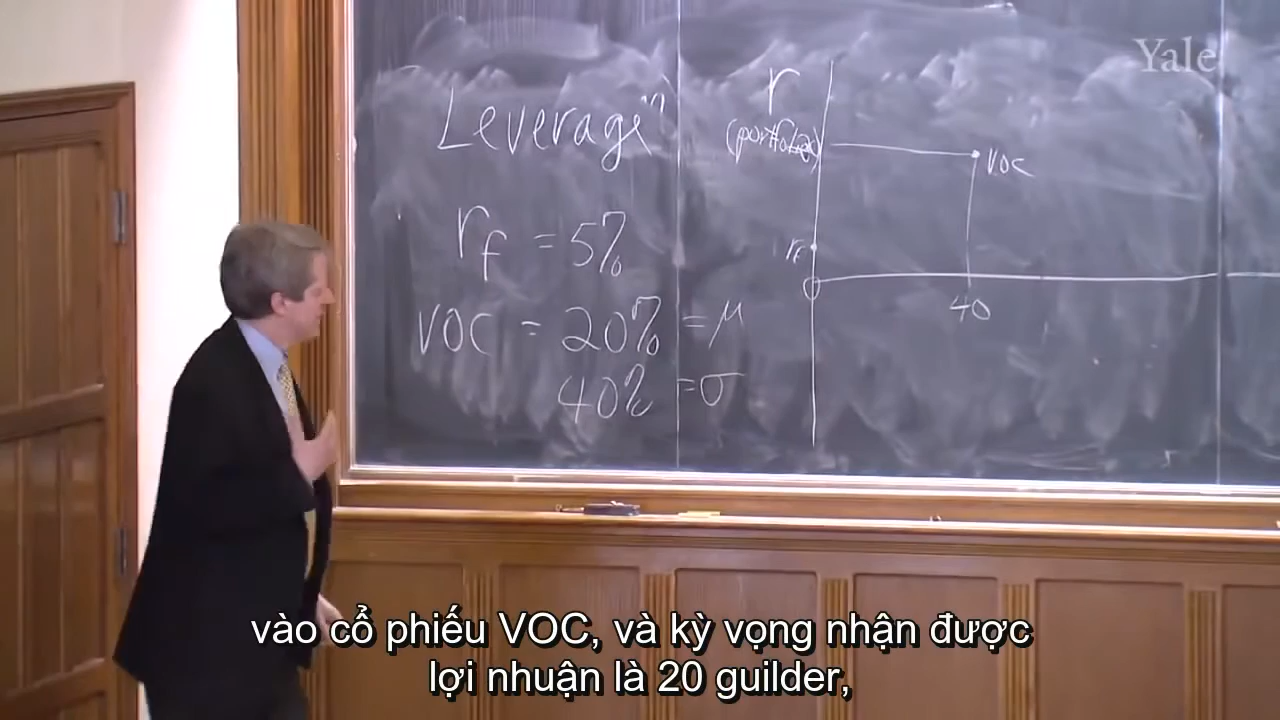 Yale
Leverage
r
(portfolio)
VOC
rf
40
rf = 5%
VOC = 20% = μ
40% = σ
vào cổ phiếu VOC, và kỳ vọng nhận được
lợi nhuận là 20 guilder,